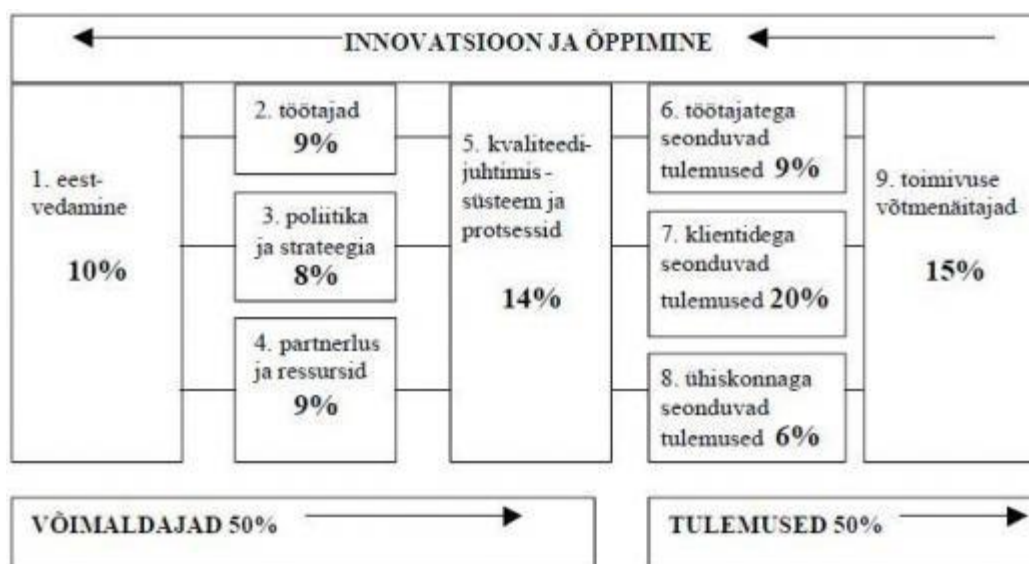 INNOVATSIOON JA ÕPPIMINE
1. eest-
vedamine
10%
2. töötajad
9%
3. poliitika
ja strateegia
8%
4. partnerlus
ja ressursid
9%
5. kvaliteedi-
juhtimis-
süsteem ja
protsessid
14%
6. töötajatega
seonduvad
tulemused 9%
7. klientidega
seonduvad
tulemused 20%
8. ühiskonnaga
seonduvad
tulemused 6%
9. toimivuse
võtmenäitajad
15%
VÕIMALDAJAD 50%
TULEMUSED 50%